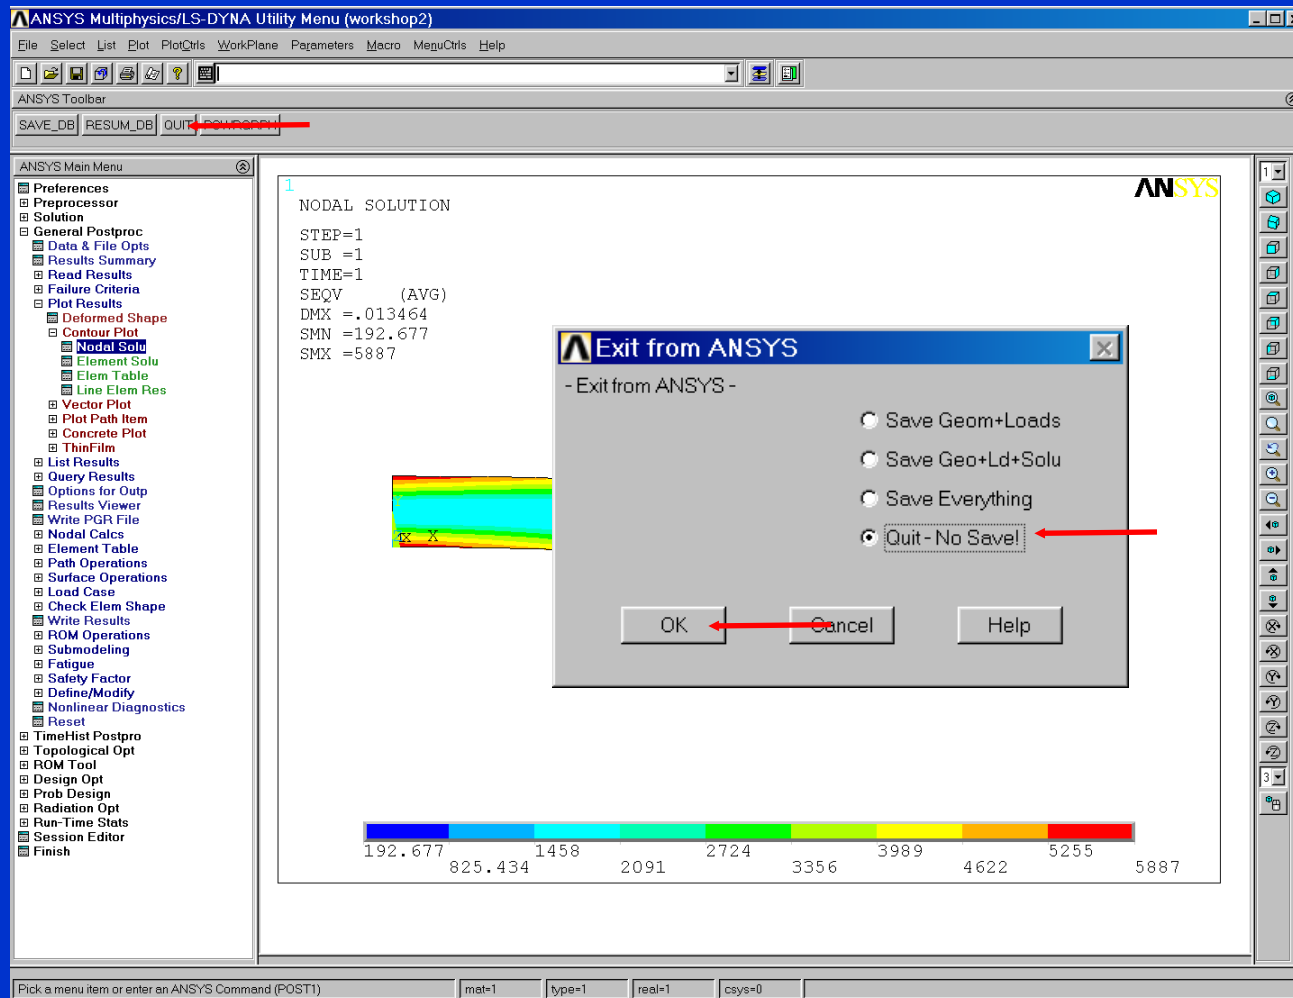 ANSYS Multiphysics/LS-DYNA Utility Menu (workshop2)
File Select List Plot PlotCtrls WorkPlane Parameters Macro MenuCtrls Help
ANSYS Toolbar
SAVE_DB RESUM_DB QUIT POWRGRPH
ANSYS Main Menu
Preferences
Preprocessor
Solution
General Postproc
Data & File Opts
Results Summary
Read Results
Failure Criteria
Plot Results
Deformed Shape
Contour Plot
Nodal Solu
Element Solu
Elem Table
Line Elem Res
Vector Plot
Plot Path Item
Concrete Plot
ThinFilm
List Results
Query Results
Options for Outp
Results Viewer
Write PGR File
Nodal Calcs
Element Table
Path Operations
Surface Operations
Load Case
Check Elem Shape
Write Results
ROM Operations
Submodeling
Fatigue
Safety Factor
Define/Modify
Nonlinear Diagnostics
Reset
TimeHist Postpro
Topological Opt
ROM Tool
Design Opt
Prob Design
Radiation Opt
Run-Time Stats
Session Editor
Finish
1
ANSYS
NODAL SOLUTION
STEP=1
SUB =1
TIME=1
SEQV (AVG)
DMX =.013464
SMN =192.677
SMX =5887
X
Exit from ANSYS
- Exit from ANSYS -
Save Geom+Loads
Save Geo+Ld+Solu
Save Everything
Quit - No Save!
OK Cancel Help
192.677 1458 2724 3989 5255
825.434 2091 3356 4622 5887
1
3
Pick a menu item or enter an ANSYS Command (POST1) mat=1 type=1 real=1 csys=0